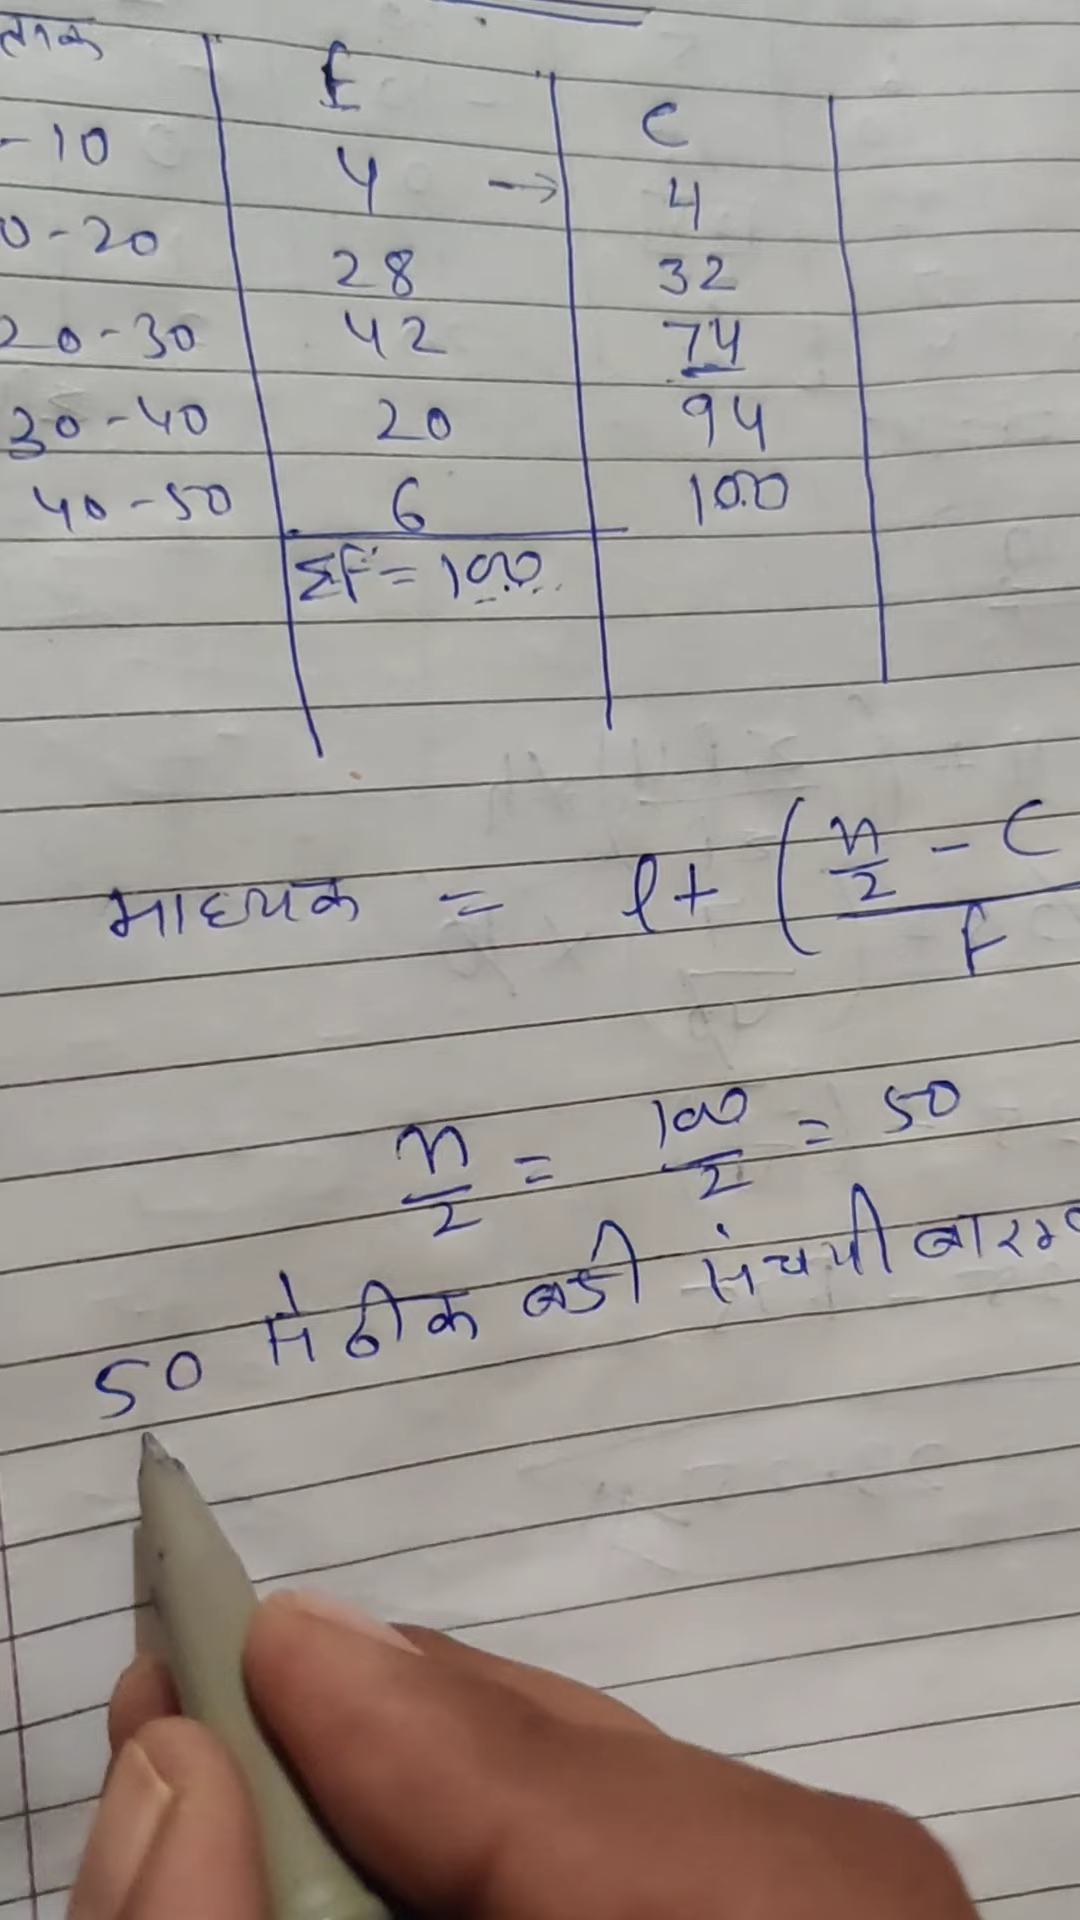 तांक f C
-10 4 → 4
0-20 28 32
20-30 42 74
30-40 20 94
40-50 6 100
Σf = 100
माध्यक = l+ (n/2 - C / f
n/2 = 100/2 = 50
50 से ठीक बड़ी संचयी बारम्